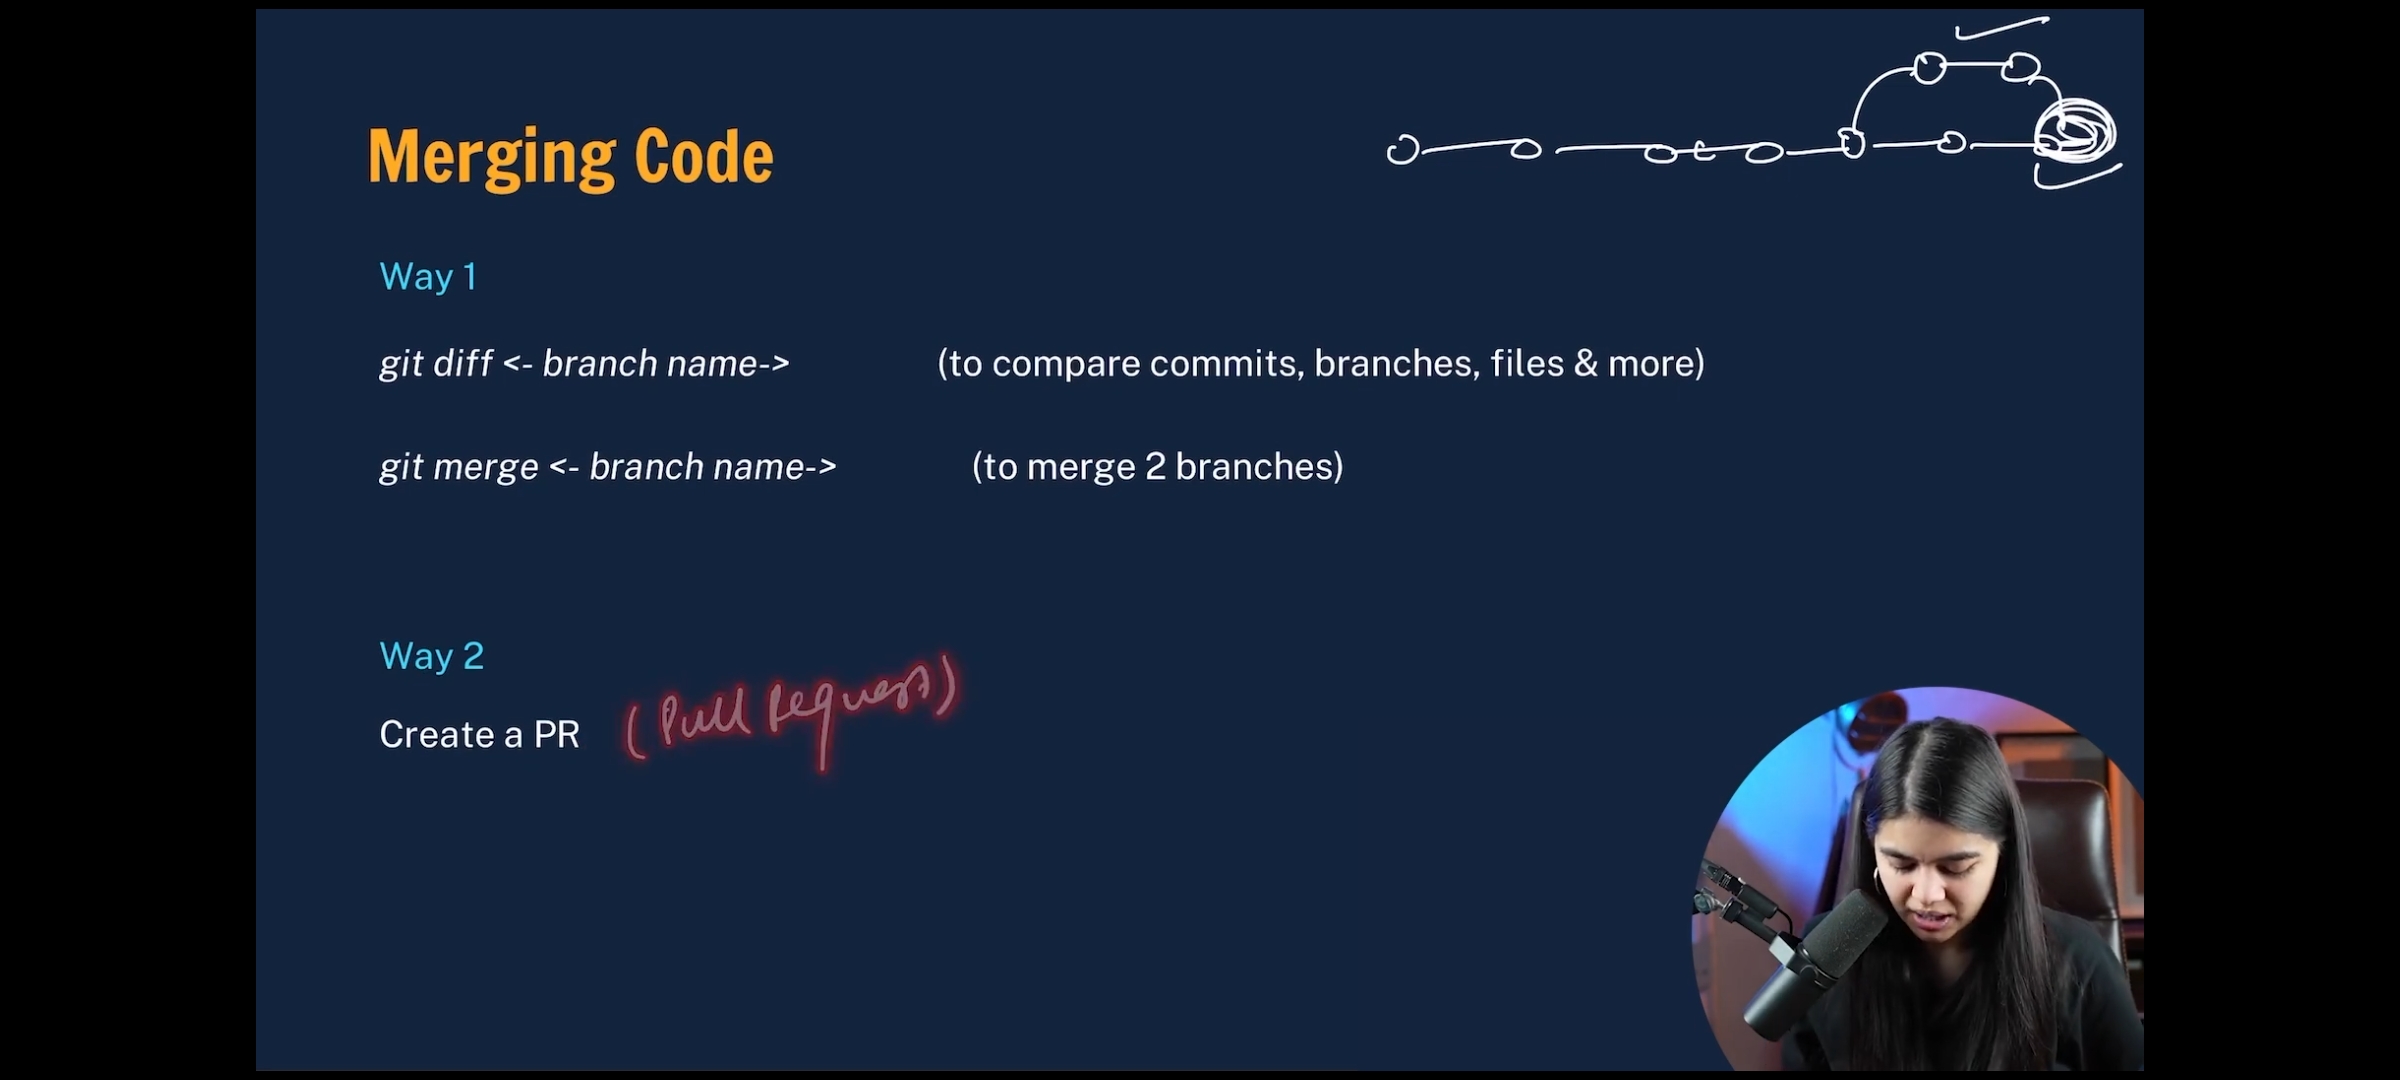 Merging Code
Way 1
git diff <- branch name-> (to compare commits, branches, files & more)
git merge <- branch name-> (to merge 2 branches)
Way 2
Create a PR (Pull Request)